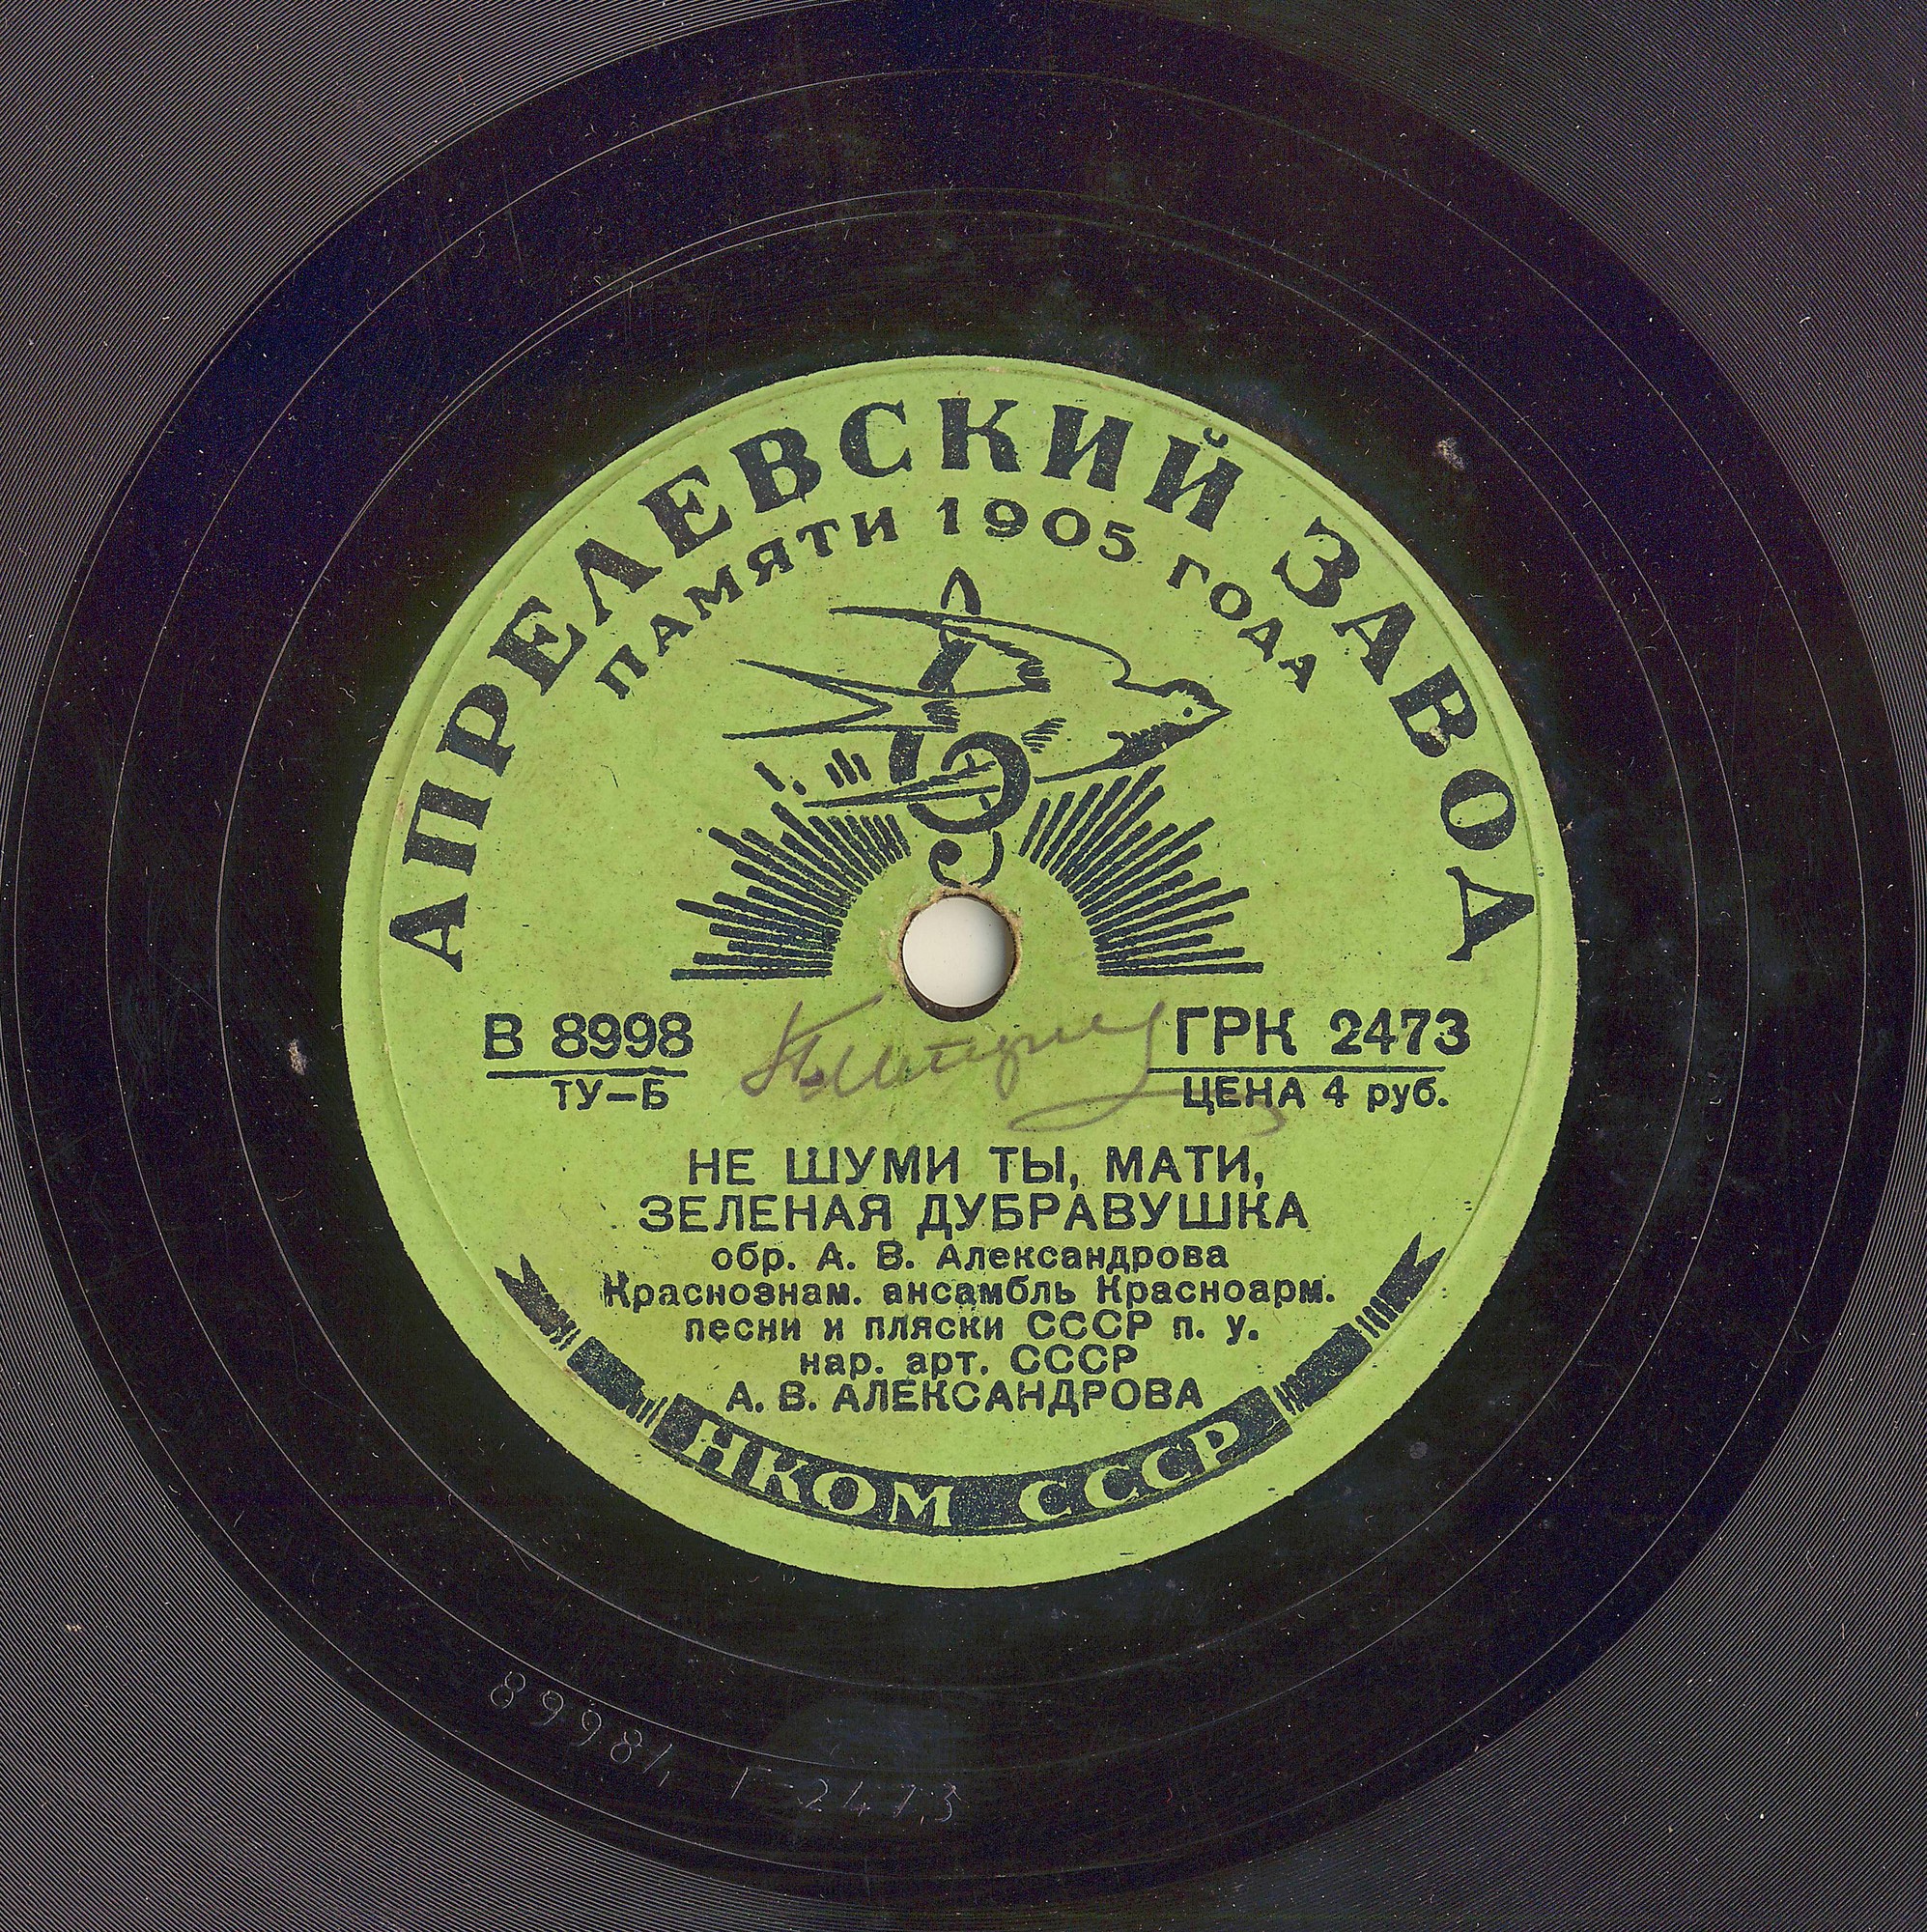 АПРЕЛЕВСКИЙ ЗАВОД
ПАМЯТИ 1905 ГОДА
В 8998
ТУ–Б
ГРК 2473
ЦЕНА 4 руб.
НЕ ШУМИ ТЫ, МАТИ,
ЗЕЛЕНАЯ ДУБРАВУШКА
обр. А. В. Александрова
Краснознам. ансамбль Красноарм.
песни и пляски СССР п. у.
нар. арт. СССР
А. В. АЛЕКСАНДРОВА
НКОМ СССР
8998/, Г-2473